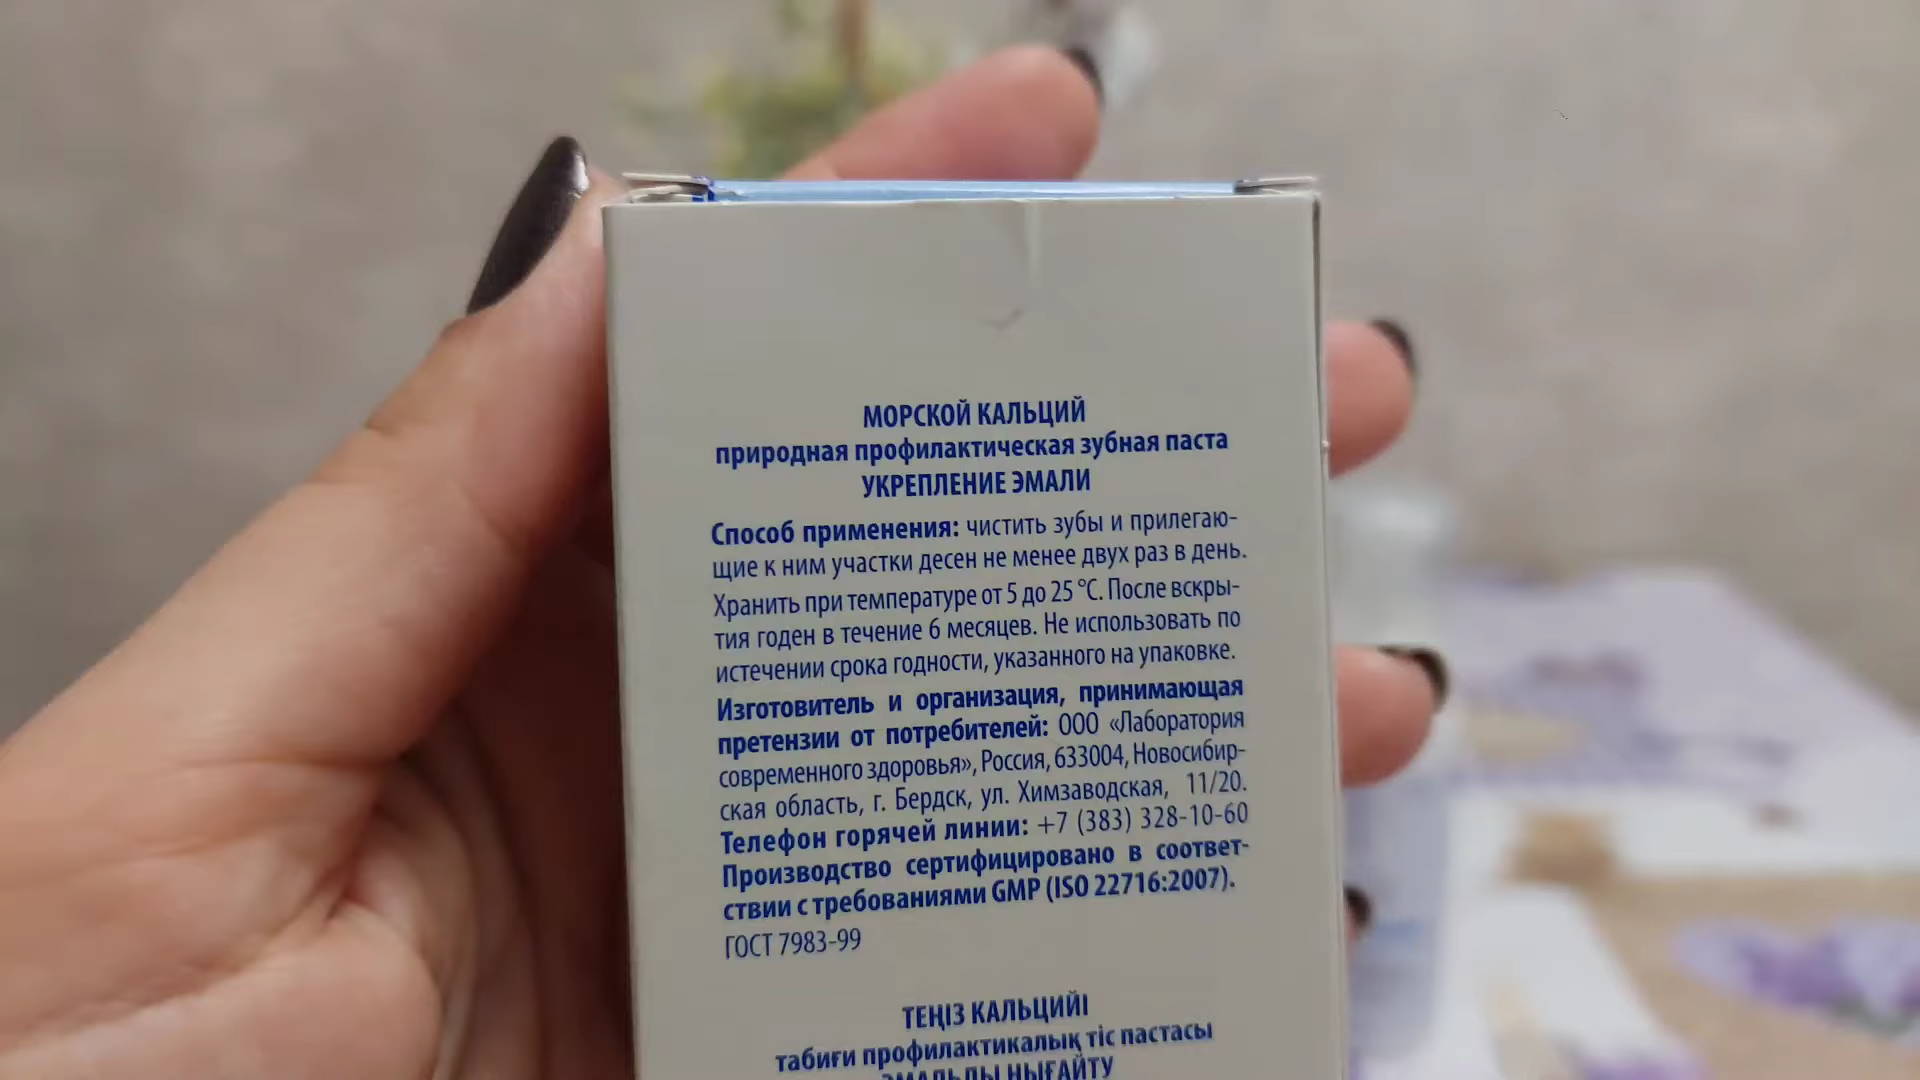 МОРСКОЙ КАЛЬЦИЙ
природная профилактическая зубная паста
УКРЕПЛЕНИЕ ЭМАЛИ
Способ применения: чистить зубы и прилегаю-
щие к ним участки десен не менее двух раз в день.
Хранить при температуре от 5 до 25 °С. После вскры-
тия годен в течение 6 месяцев. Не использовать по
истечении срока годности, указанного на упаковке.
Изготовитель и организация, принимающая
претензии от потребителей: ООО «Лаборатория
современного здоровья», Россия, 633004, Новосибир-
ская область, г. Бердск, ул. Химзаводская, 11/20.
Телефон горячей линии: +7 (383) 328-10-60
Производство сертифицировано в соответ-
ствии с требованиями GMP (ISO 22716:2007).
ГОСТ 7983-99
ТЕҢІЗ КАЛЬЦИЙІ
табиғи профилактикалық тіс пастасы
ЭМАЛЬДЫ НЫҒАЙТУ